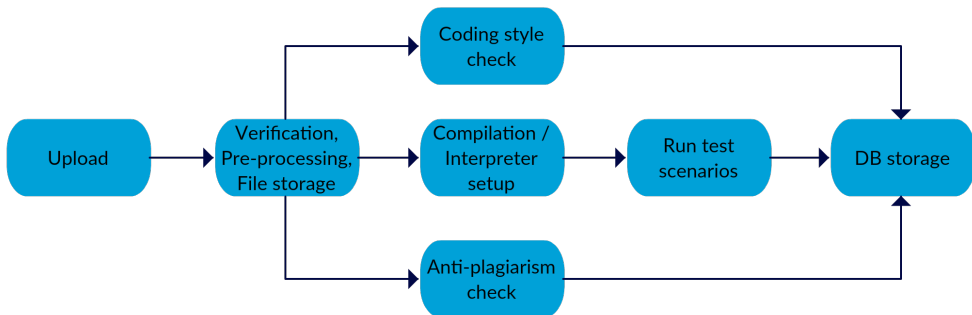 Coding style
check
Upload
Verification,
Pre-processing,
File storage
Compilation /
Interpreter
setup
Run test
scenarios
DB storage
Anti-plagiarism
check